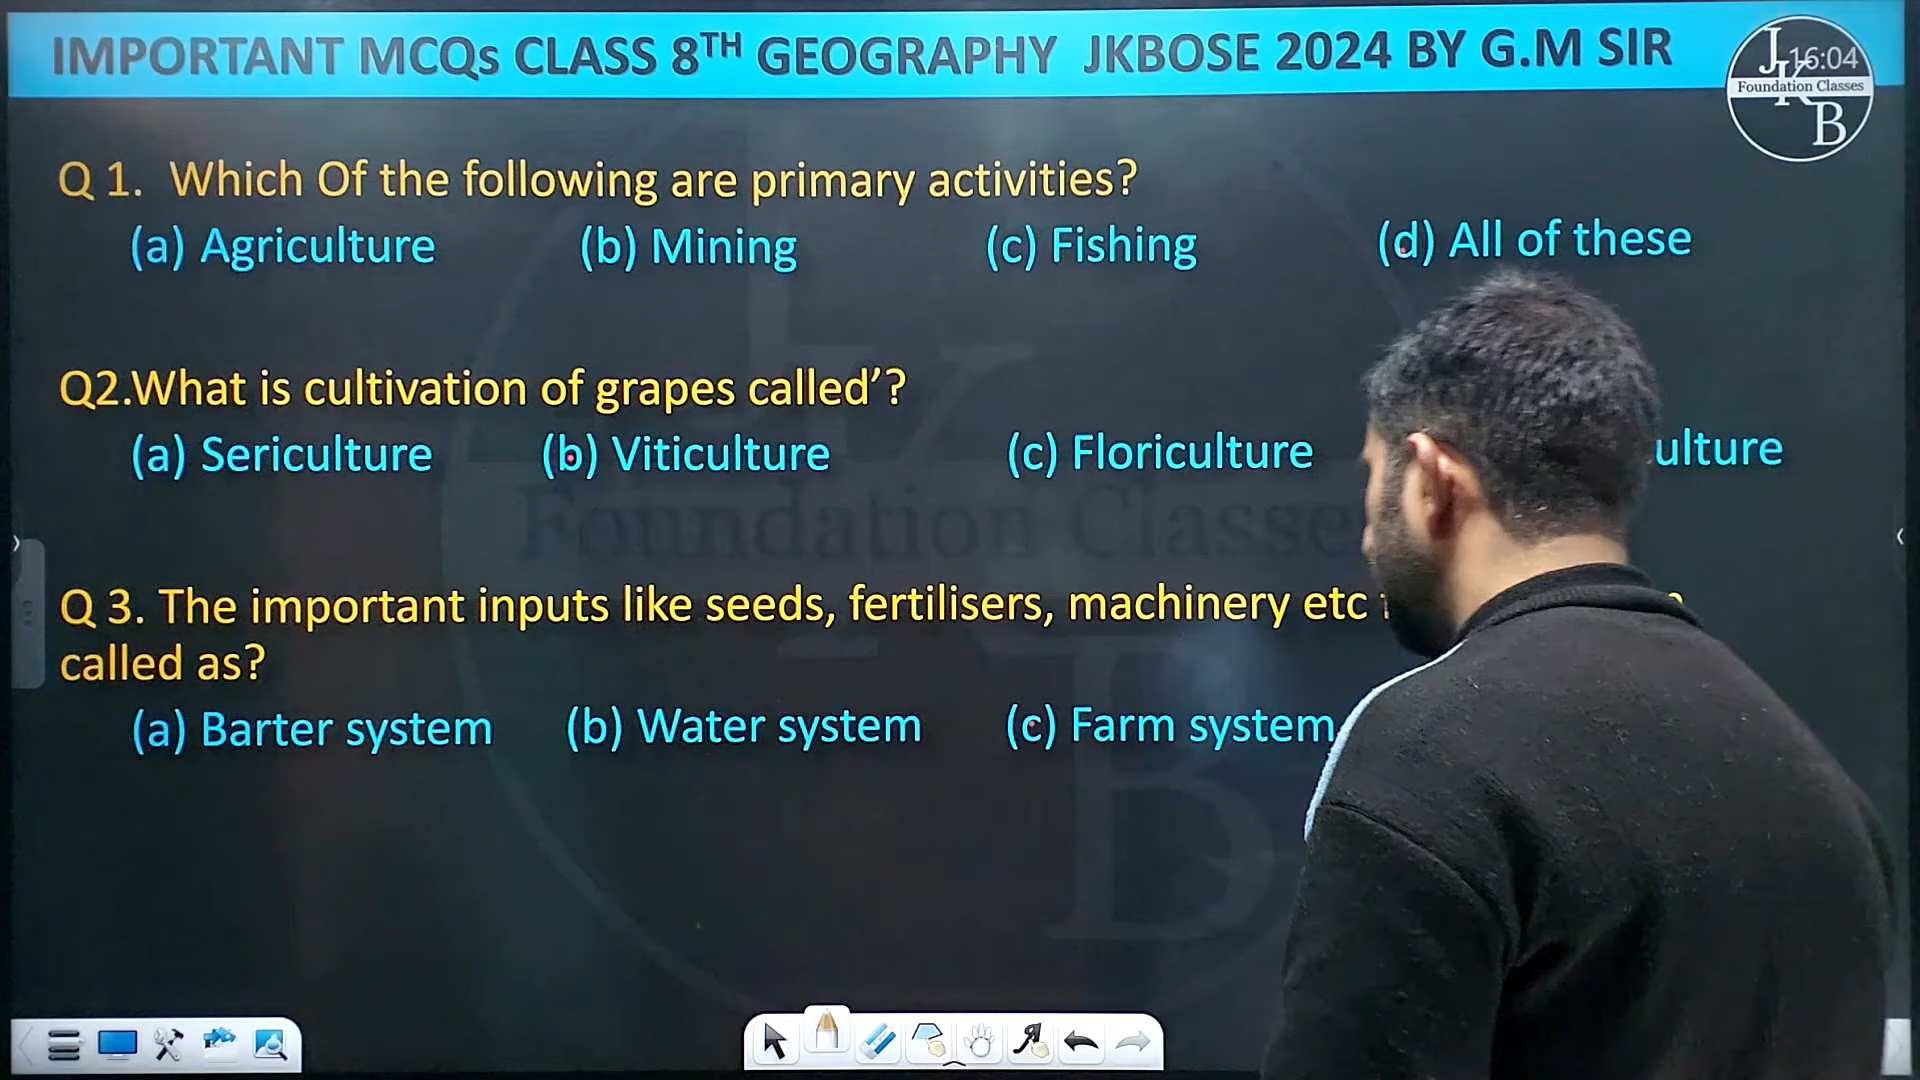 IMPORTANT MCQs CLASS 8TH GEOGRAPHY JKBOSE 2024 BY G.M SIR
J 16:04
K
Foundation Classes
B
Q 1. Which Of the following are primary activities?
(a) Agriculture (b) Mining (c) Fishing (d) All of these
Q2.What is cultivation of grapes called’?
(a) Sericulture (b) Viticulture (c) Floriculture ulture
Foundation Classes
Q 3. The important inputs like seeds, fertilisers, machinery etc
called as?
(a) Barter system (b) Water system (c) Farm system
B